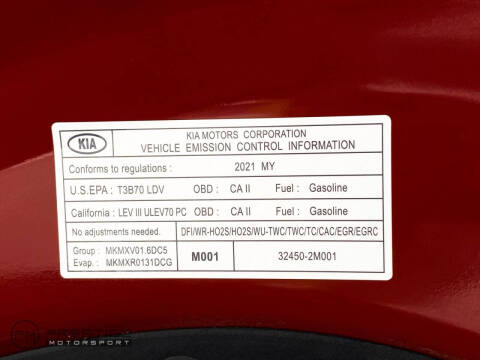 KIA
KIA MOTORS CORPORATION
VEHICLE EMISSION CONTROL INFORMATION
Conforms to regulations : 2021 MY
U.S.EPA : T3B70 LDV OBD : CA II Fuel : Gasoline
California : LEV III ULEV70 PC OBD : CA II Fuel : Gasoline
No adjustments needed. DFI/WR-HO2S/HO2S/WU-TWC/TWC/TC/CAC/EGR/EGRC
Group : MKMXV01.6DC5
Evap. : MKMXR0131DCG
M001 32450-2M001
MOTORSPORT